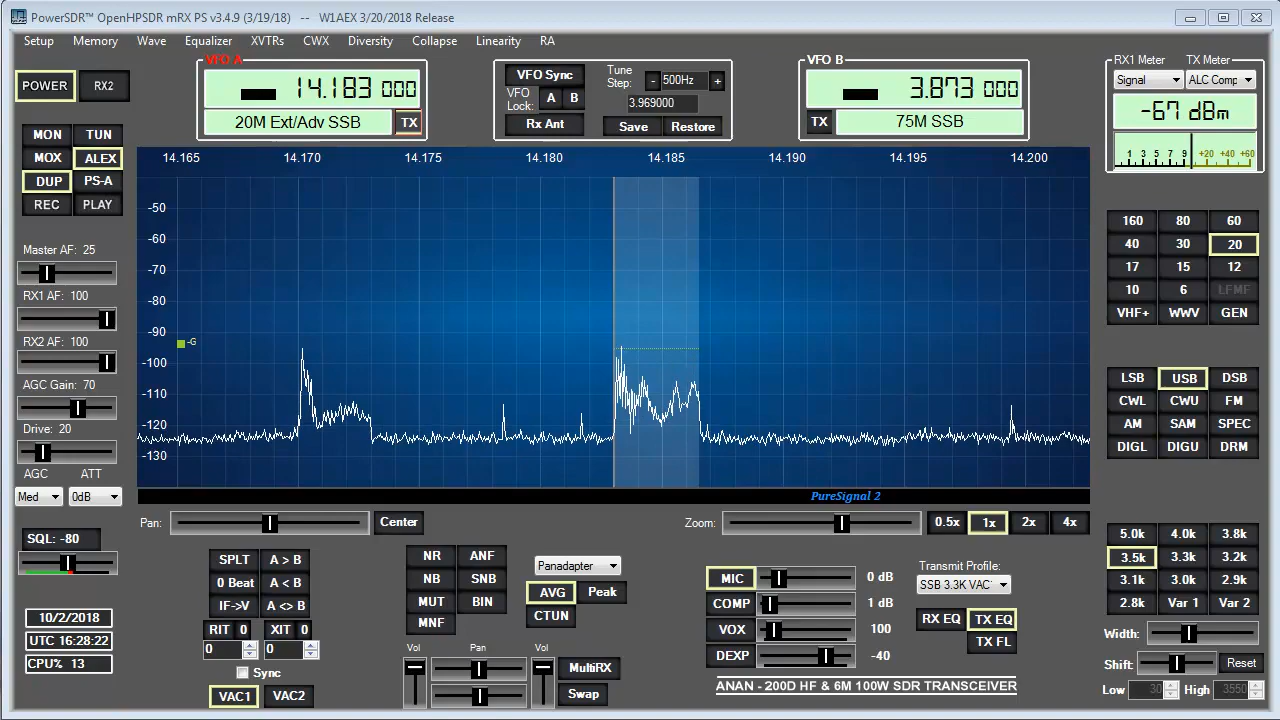 PowerSDR™ OpenHPSDR mRX PS v3.4.9 (3/19/18) -- W1AEX 3/20/2018 Release
Setup Memory Wave Equalizer XVTRs CWX Diversity Collapse Linearity RA
POWER RX2
VFO A
14.183 000
20M Ext/Adv SSB TX
VFO Sync
VFO Lock: A B
Rx Ant
Tune Step: - 500Hz +
3.969000
Save Restore
VFO B
3.873 000
TX 75M SSB
RX1 Meter TX Meter
Signal ALC Comp
-67 dBm
1 3 5 7 9 +20 +40 +60
MON TUN
MOX ALEX
DUP PS-A
REC PLAY
Master AF: 25
RX1 AF: 100
RX2 AF: 100
AGC Gain: 70
Drive: 20
AGC ATT
Med 0dB
SQL: -80
10/2/2018
UTC 16:28:22
CPU% 13
14.165 14.170 14.175 14.180 14.185 14.190 14.195 14.200
-50
-60
-70
-80
-90
-G
-100
-110
-120
-130
PureSignal 2
Pan: Center Zoom: 0.5x 1x 2x 4x
SPLT A > B
0 Beat A < B
IF->V A <> B
RIT 0 XIT 0
0 0
Sync
VAC1 VAC2
NR ANF
NB SNB
MUT BIN
MNF
Panadapter
AVG Peak
CTUN
Vol Pan Vol
MultiRX
Swap
MIC 0 dB
COMP 1 dB
VOX 100
DEXP -40
Transmit Profile:
SSB 3.3K VAC
RX EQ TX EQ
TX FL
ANAN - 200D HF & 6M 100W SDR TRANSCEIVER
160 80 60
40 30 20
17 15 12
10 6 LFMF
VHF+ WWV GEN
LSB USB DSB
CWL CWU FM
AM SAM SPEC
DIGL DIGU DRM
5.0k 4.0k 3.8k
3.5k 3.3k 3.2k
3.1k 3.0k 2.9k
2.8k Var 1 Var 2
Width:
Shift: Reset
Low 30 High 3550